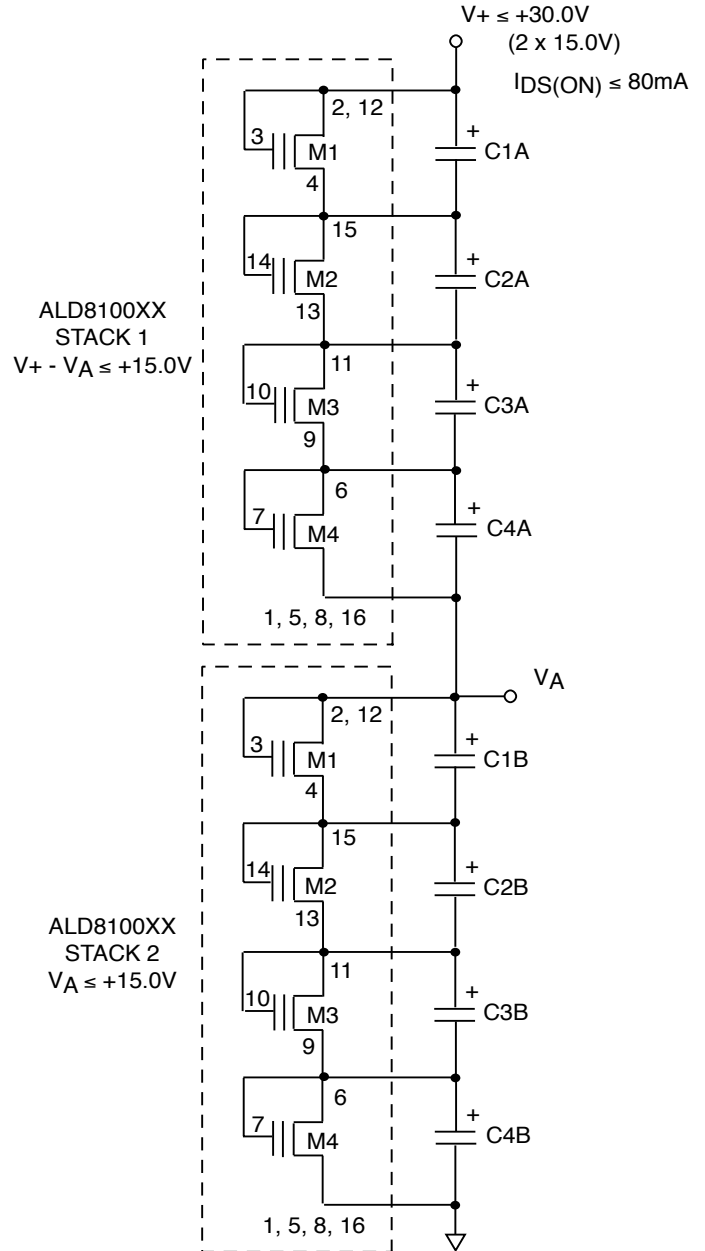 V+ ≤ +30.0V
(2 x 15.0V)
IDS(ON) ≤ 80mA
2, 12
3
M1
4
+
C1A
15
14
M2
13
+
C2A
ALD8100XX
STACK 1
V+ - VA ≤ +15.0V
11
10
M3
9
+
C3A
6
7
M4
+
C4A
1, 5, 8, 16
VA
2, 12
3
M1
4
+
C1B
15
14
M2
13
+
C2B
ALD8100XX
STACK 2
VA ≤ +15.0V
11
10
M3
9
+
C3B
6
7
M4
+
C4B
1, 5, 8, 16